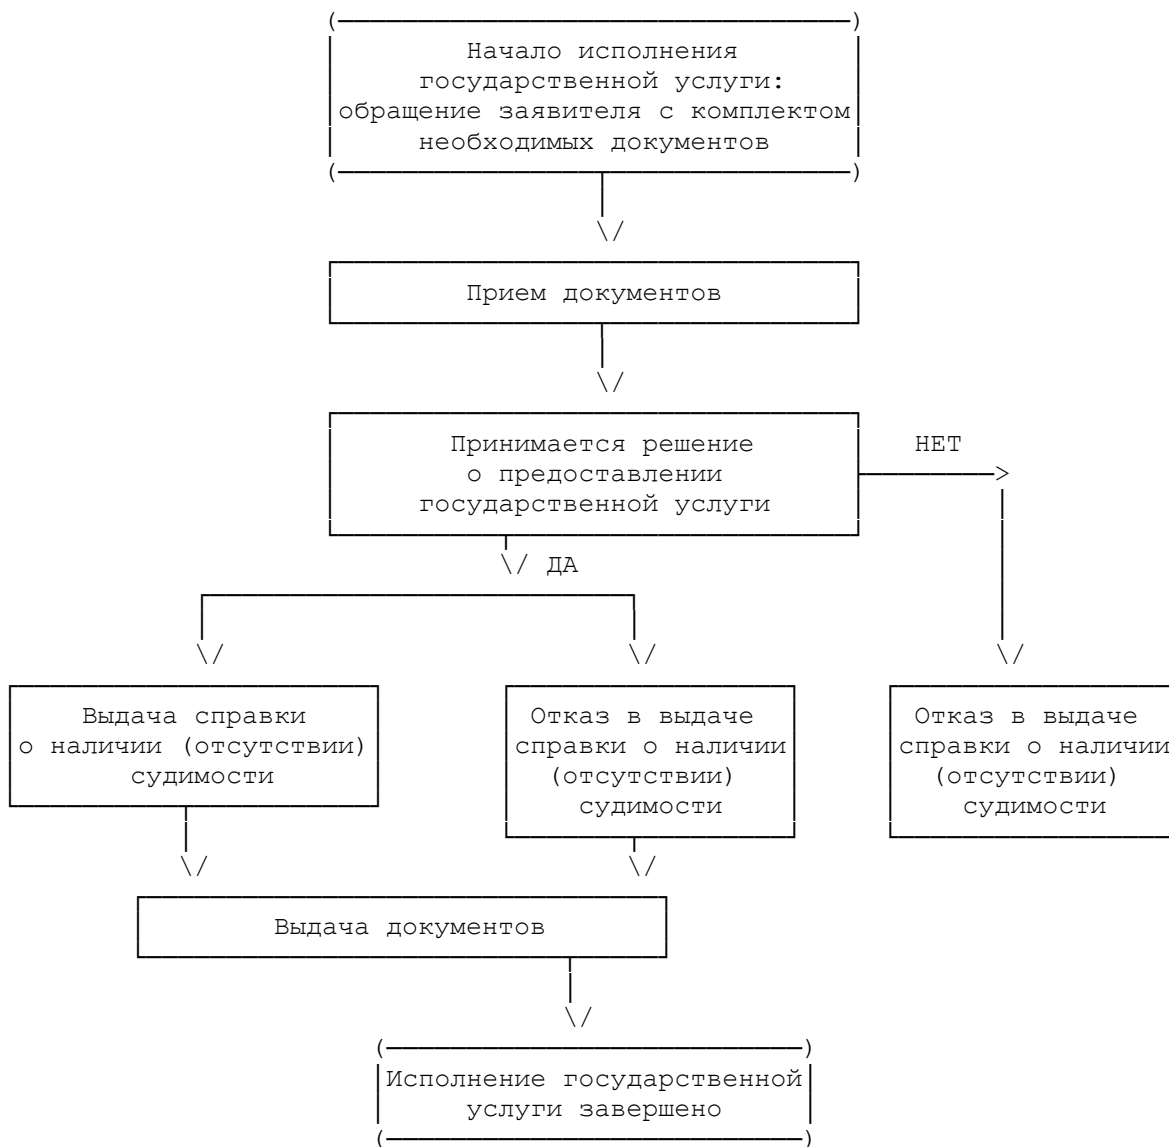 Начало исполнения
государственной услуги:
обращение заявителя с комплектом
необходимых документов
Прием документов
Принимается решение
о предоставлении
государственной услуги
НЕТ
ДА
Выдача справки
о наличии (отсутствии)
судимости
Отказ в выдаче
справки о наличии
(отсутствии)
судимости
Отказ в выдаче
справки о наличии
(отсутствии)
судимости
Выдача документов
Исполнение государственной
услуги завершено